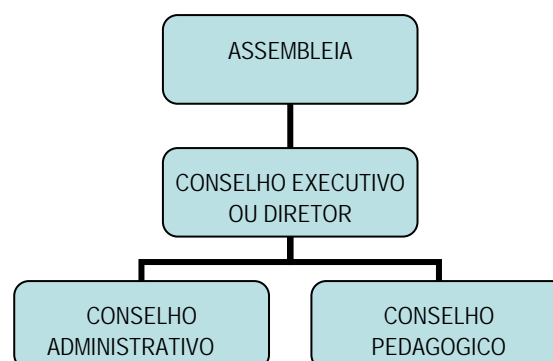 ASSEMBLEIA
CONSELHO EXECUTIVO
OU DIRETOR
CONSELHO
ADMINISTRATIVO
CONSELHO
PEDAGOGICO